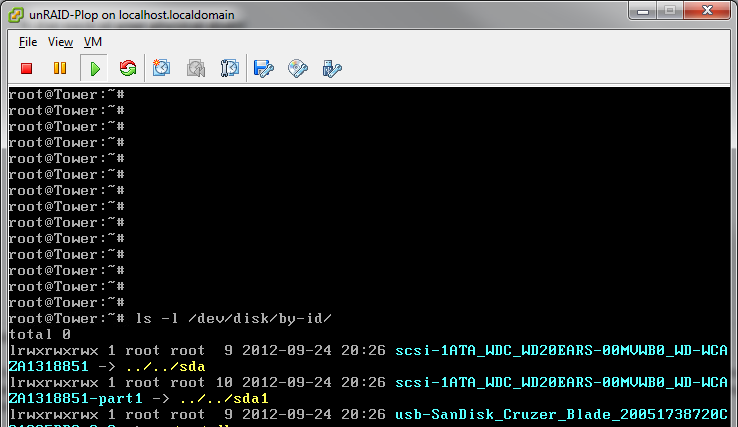 unRAID-Plop on localhost.localdomain
File View VM
root@Tower:~#
root@Tower:~#
root@Tower:~#
root@Tower:~#
root@Tower:~#
root@Tower:~#
root@Tower:~#
root@Tower:~#
root@Tower:~#
root@Tower:~#
root@Tower:~#
root@Tower:~#
root@Tower:~#
root@Tower:~#
root@Tower:~# ls -l /dev/disk/by-id/
total 0
lrwxrwxrwx 1 root root  9 2012-09-24 20:26 scsi-1ATA_WDC_WD20EARS-00MVWB0_WD-WCA
ZA1318851 -> ../../sda
lrwxrwxrwx 1 root root 10 2012-09-24 20:26 scsi-1ATA_WDC_WD20EARS-00MVWB0_WD-WCA
ZA1318851-part1 -> ../../sda1
lrwxrwxrwx 1 root root  9 2012-09-24 20:26 usb-SanDisk_Cruzer_Blade_20051738720C